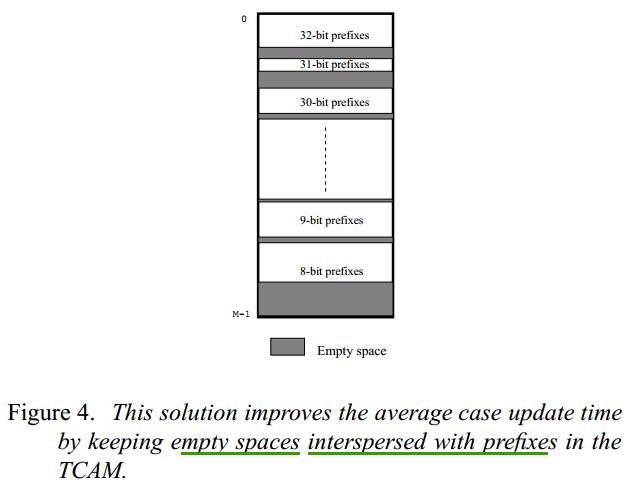 0
32-bit prefixes
31-bit prefixes
30-bit prefixes
9-bit prefixes
8-bit prefixes
M-1
Empty space
Figure 4. This solution improves the average case update time
by keeping empty spaces interspersed with prefixes in the
TCAM.